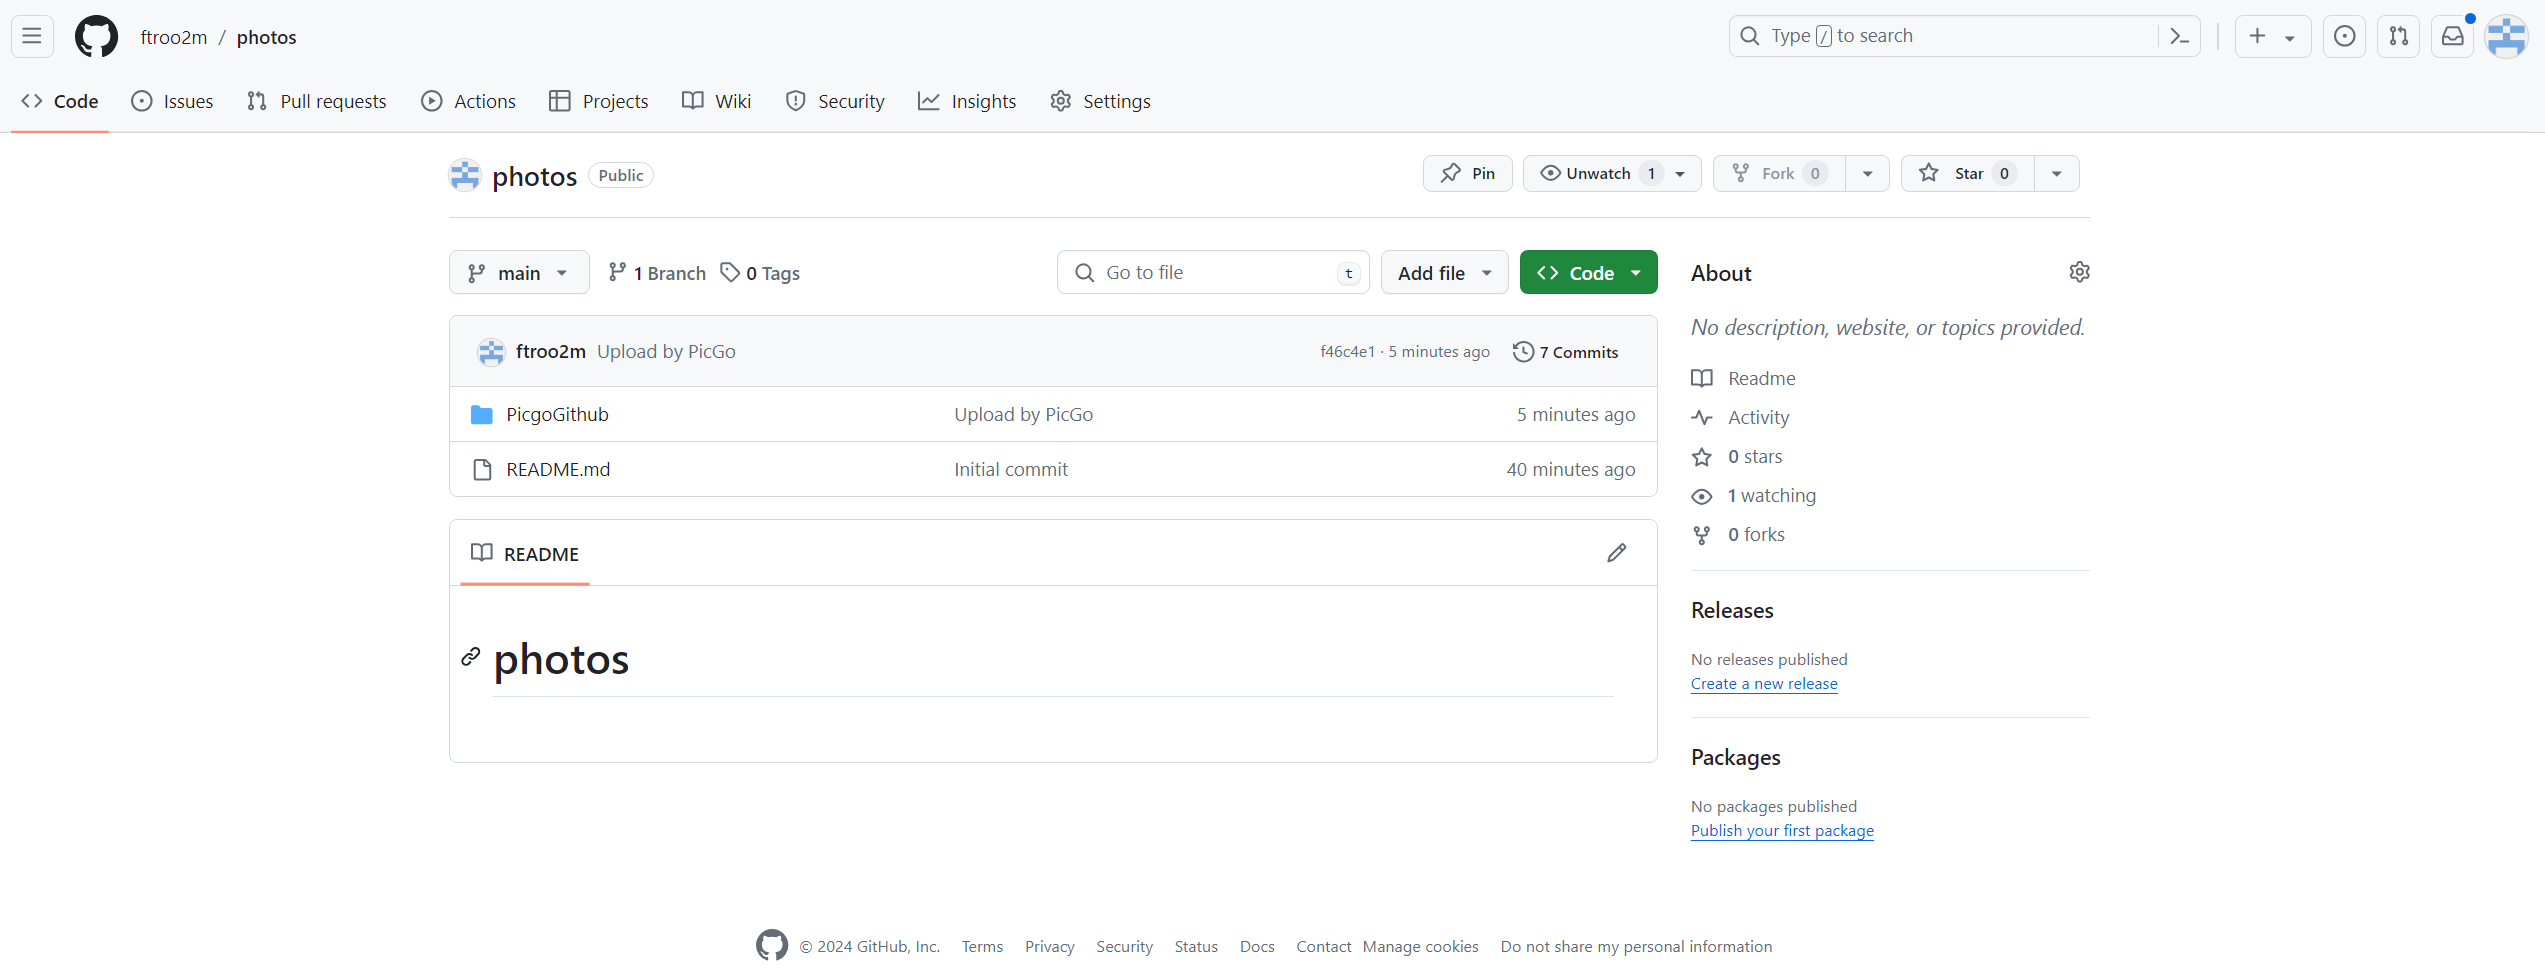 ftroo2m / photos
Type / to search
Code Issues Pull requests Actions Projects Wiki Security Insights Settings
photos Public
Pin Unwatch 1 Fork 0 Star 0
main 1 Branch 0 Tags Go to file t Add file Code
ftroo2m Upload by PicGo f46c4e1 · 5 minutes ago 7 Commits
PicgoGithub Upload by PicGo 5 minutes ago
README.md Initial commit 40 minutes ago
README
photos
About
No description, website, or topics provided.
Readme
Activity
0 stars
1 watching
0 forks
Releases
No releases published
Create a new release
Packages
No packages published
Publish your first package
© 2024 GitHub, Inc. Terms Privacy Security Status Docs Contact Manage cookies Do not share my personal information